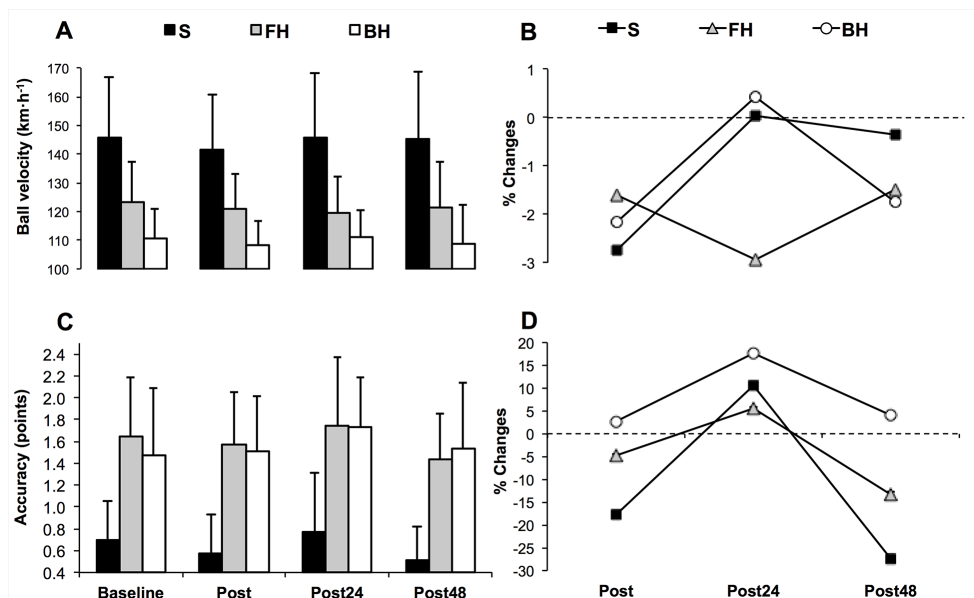 A
S FH BH
Ball velocity (km·h⁻¹)
170
160
150
140
130
120
110
100
B
S FH BH
% Changes
1
0
-1
-2
-3
C
Accuracy (points)
2.4
2.2
2.0
1.8
1.6
1.4
1.2
1.0
0.8
0.6
0.4
Baseline Post Post24 Post48
D
% Changes
20
15
10
5
0
-5
-10
-15
-20
-25
-30
Post Post24 Post48